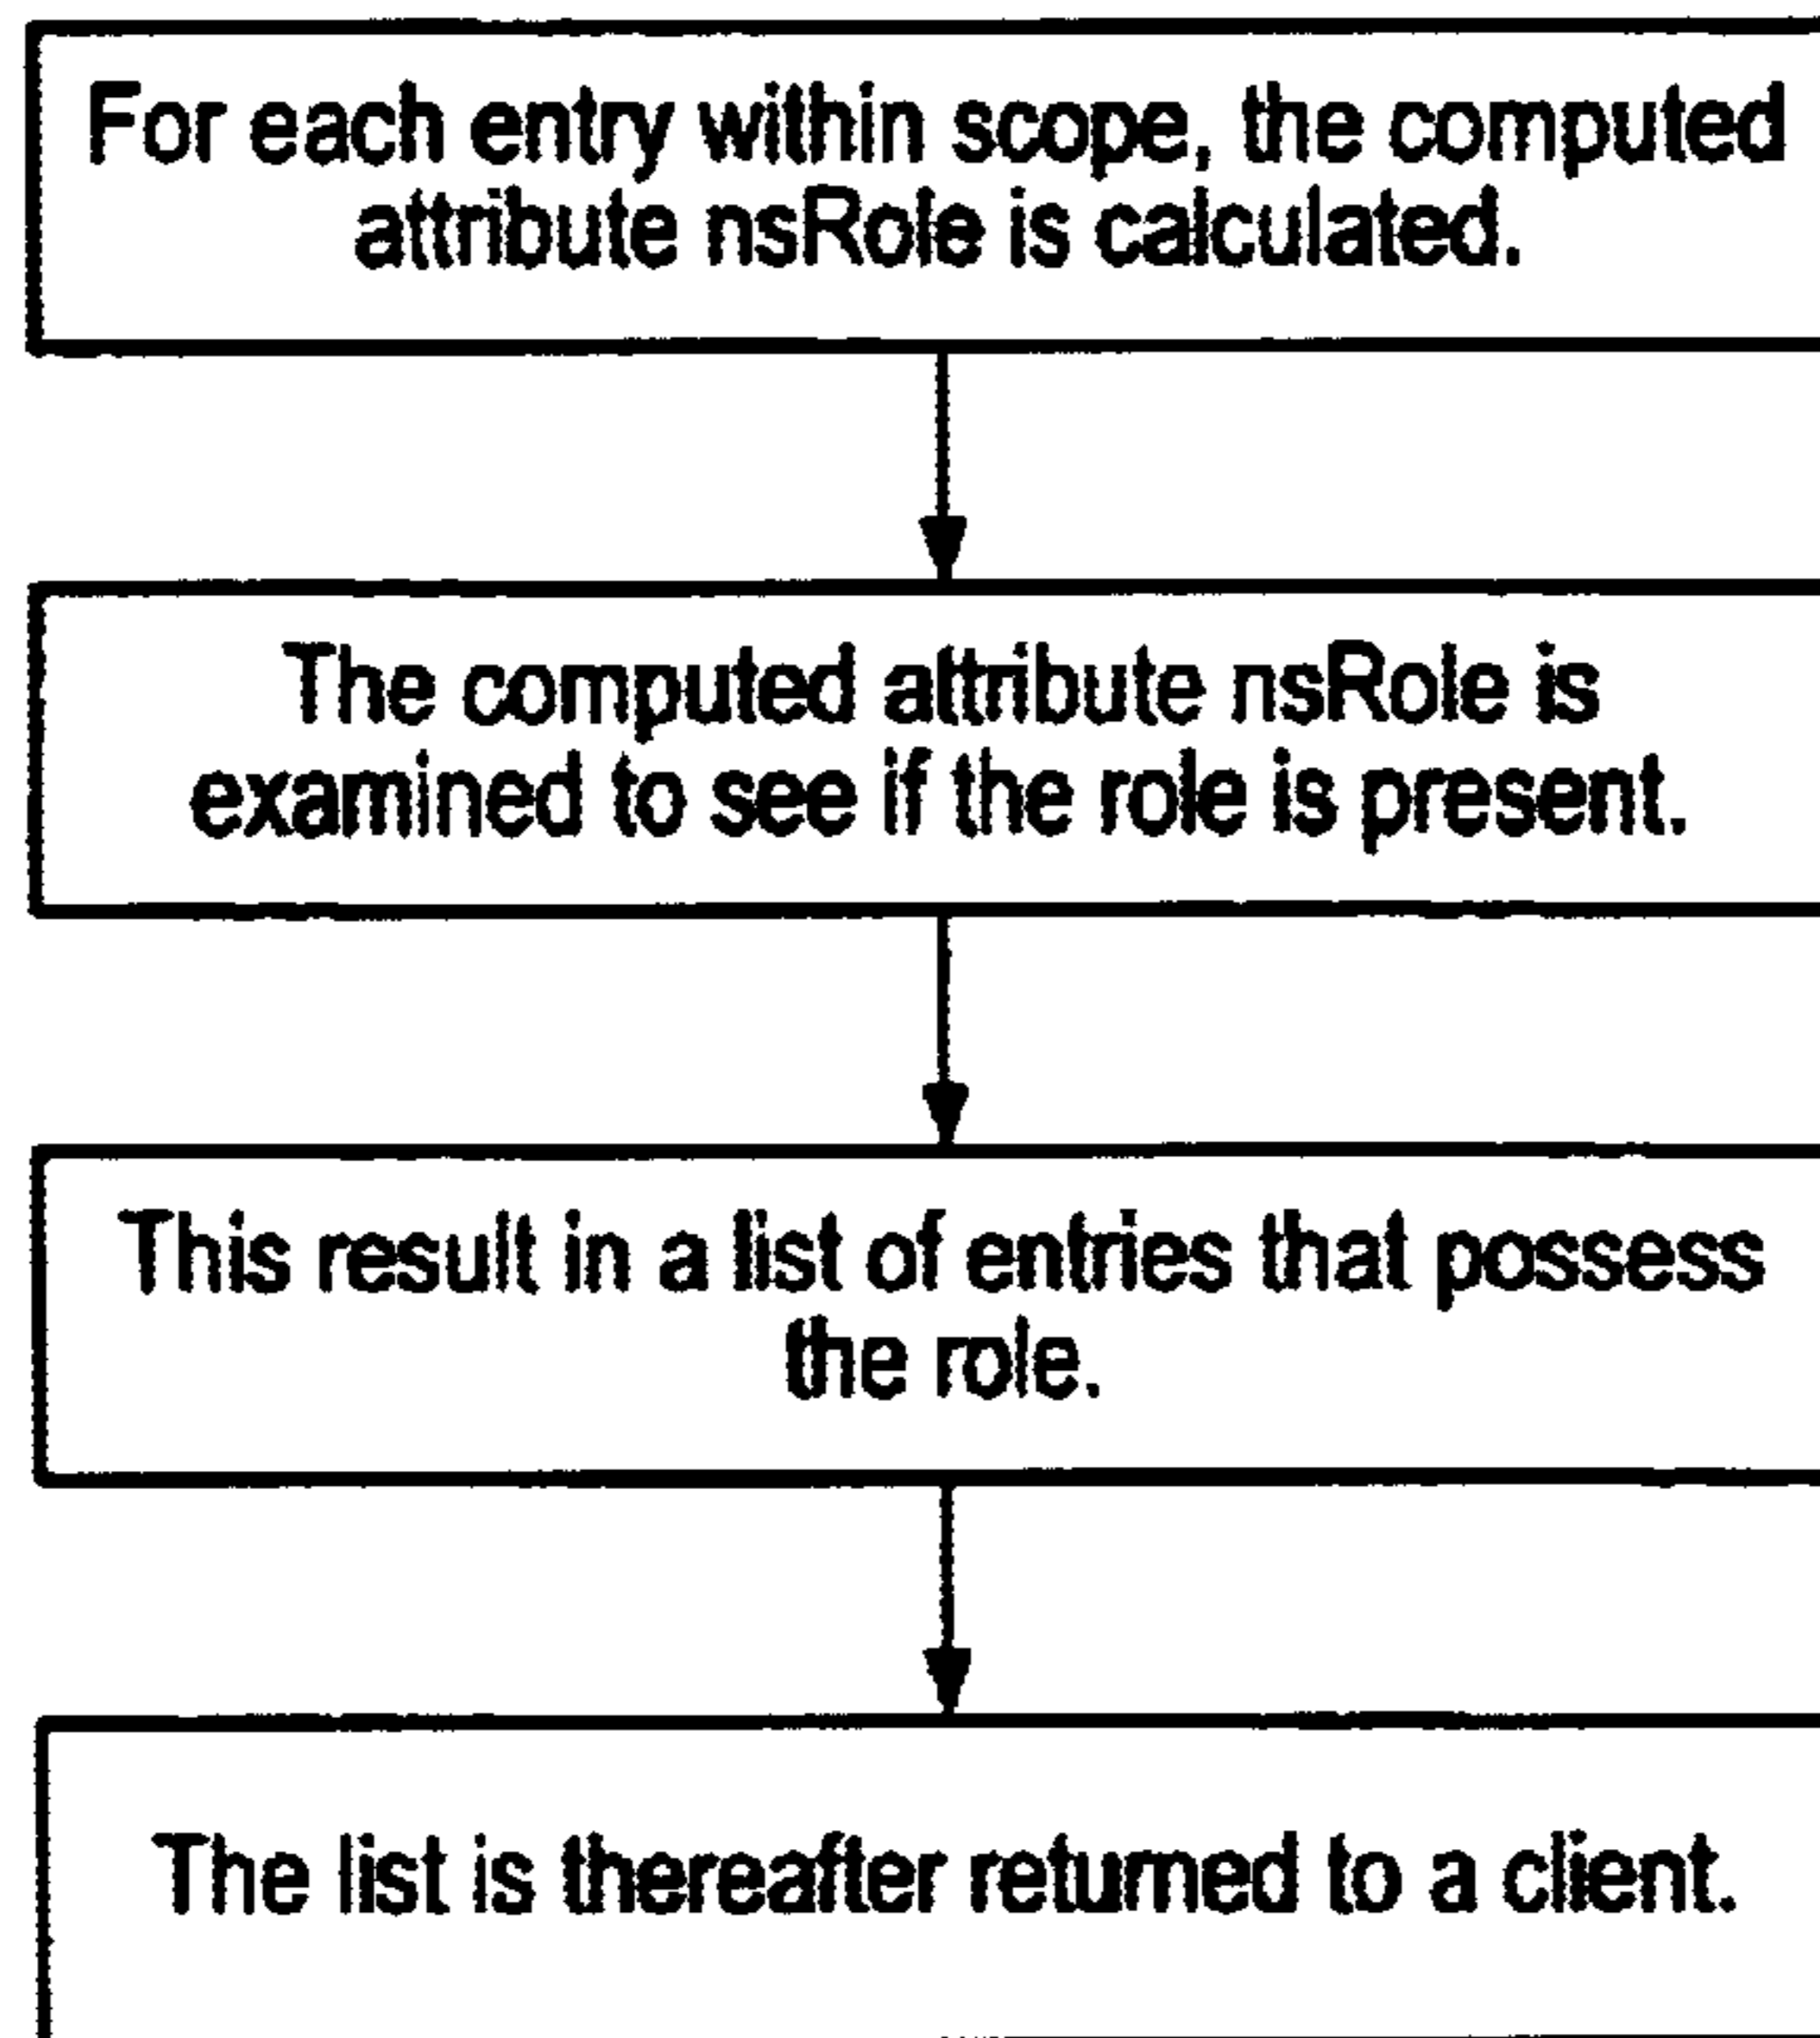 For each entry within scope, the computed
attribute nsRole is calculated.
The computed attribute nsRole is
examined to see if the role is present.
This result in a list of entries that possess
the role.
The list is thereafter returned to a client.